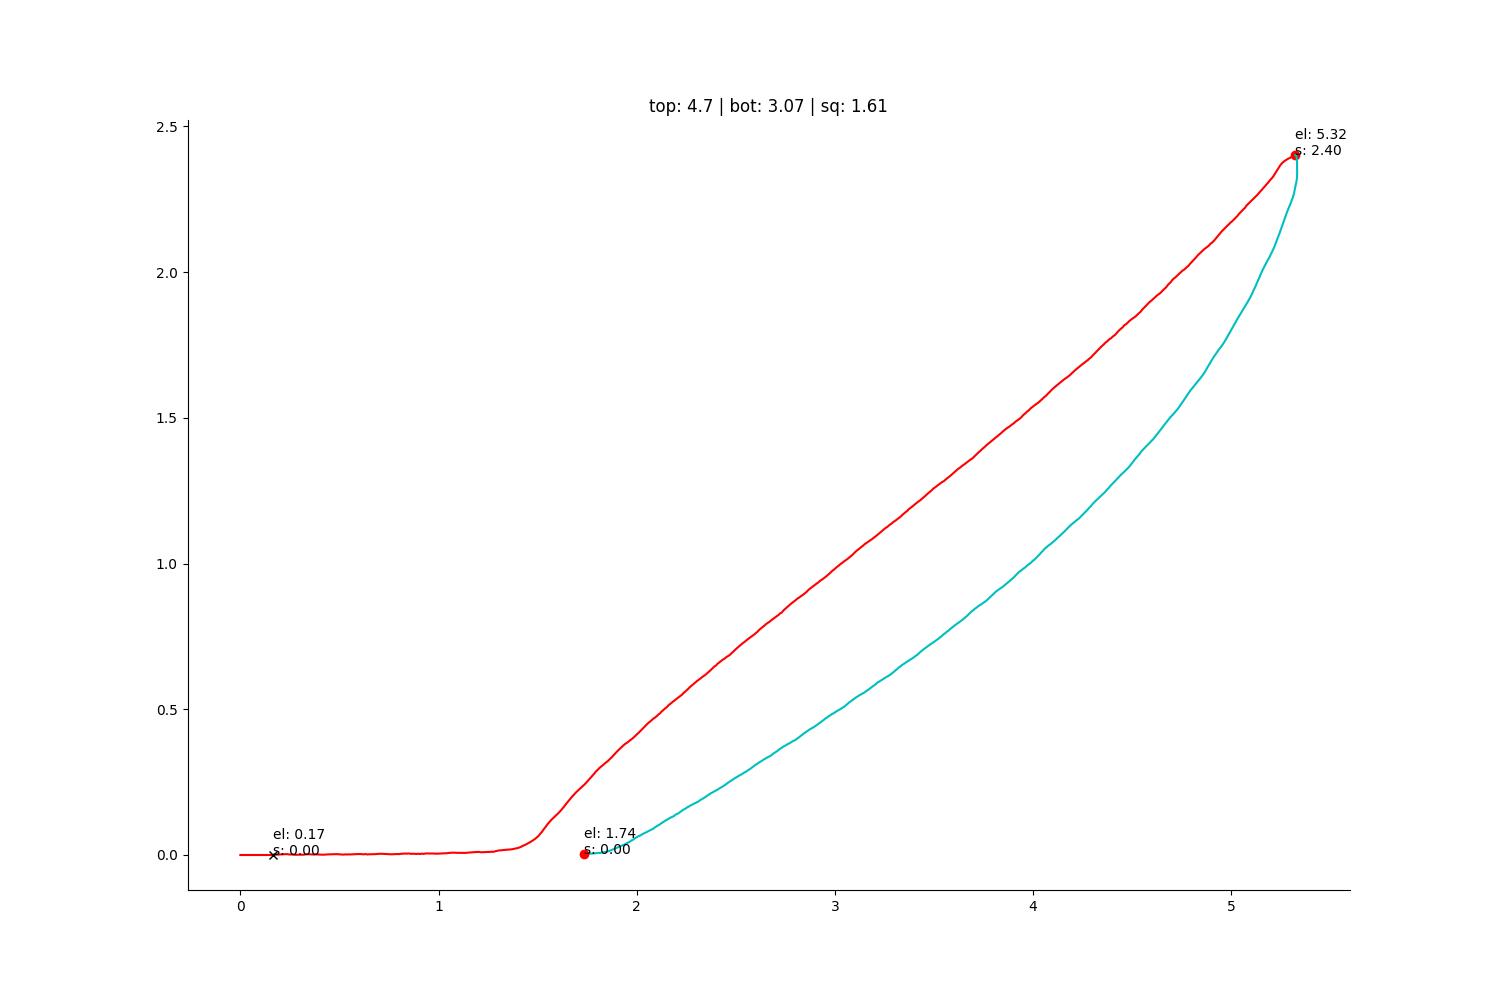 top: 4.7 | bot: 3.07 | sq: 1.61
2.5
el: 5.32
s: 2.40
2.0
1.5
1.0
0.5
el: 0.17
s: 0.00
el: 1.74
s: 0.00
0.0
0 1 2 3 4 5